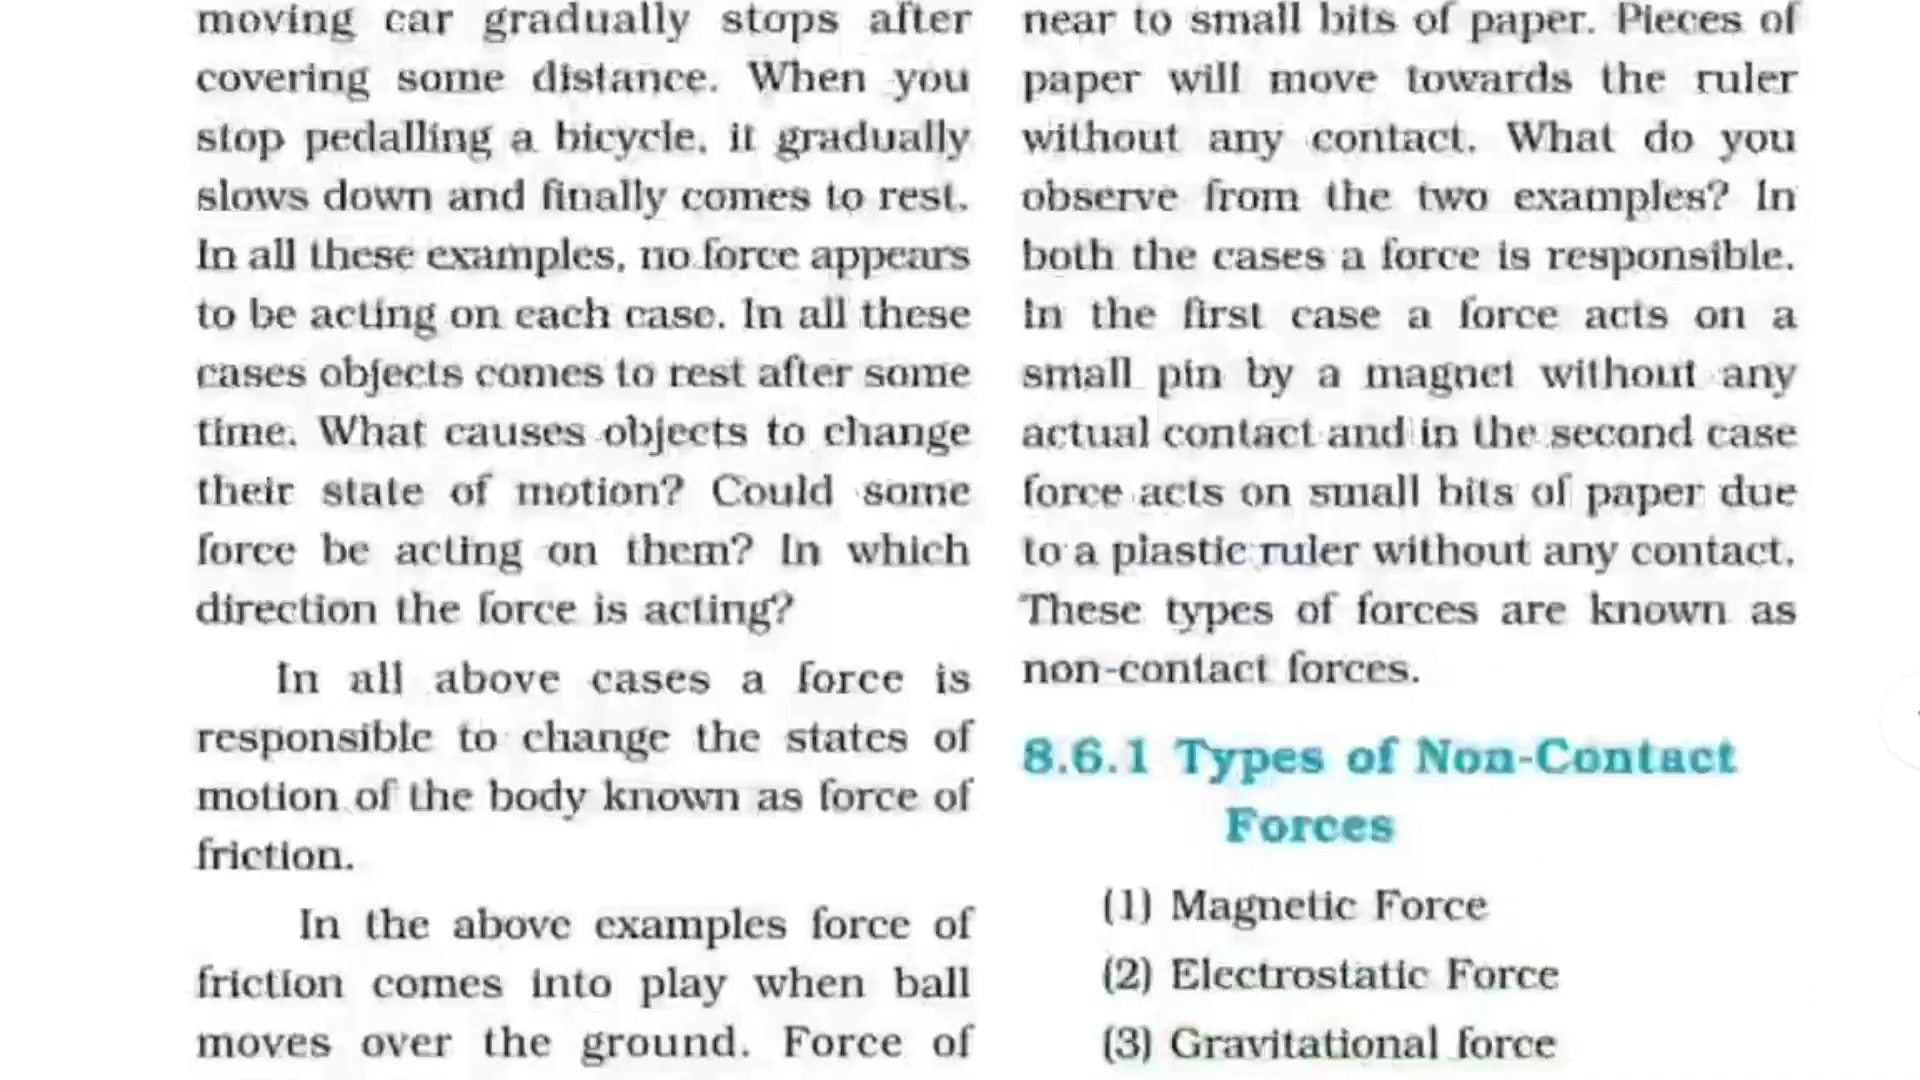 moving car gradually stops after
covering some distance. When you
stop pedalling a bicycle, it gradually
slows down and finally comes to rest.
In all these examples, no force appears
to be acting on each case. In all these
cases objects comes to rest after some
time. What causes objects to change
their state of motion? Could some
force be acting on them? In which
direction the force is acting?
In all above cases a force is
responsible to change the states of
motion of the body known as force of
friction.
In the above examples force of
friction comes into play when ball
moves over the ground. Force of
near to small bits of paper. Pieces of
paper will move towards the ruler
without any contact. What do you
observe from the two examples? In
both the cases a force is responsible.
In the first case a force acts on a
small pin by a magnet without any
actual contact and in the second case
force acts on small bits of paper due
to a plastic ruler without any contact.
These types of forces are known as
non-contact forces.
8.6.1 Types of Non-Contact
Forces
(1) Magnetic Force
(2) Electrostatic Force
(3) Gravitational force